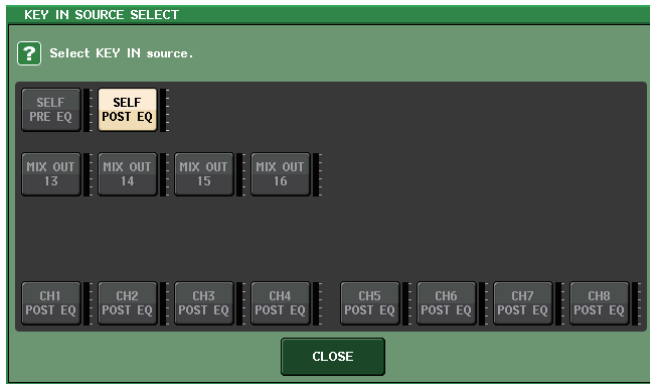 KEY IN SOURCE SELECT
? Select KEY IN source.
SELF PRE EQ
SELF POST EQ
MIX OUT 13
MIX OUT 14
MIX OUT 15
MIX OUT 16
CH1 POST EQ
CH2 POST EQ
CH3 POST EQ
CH4 POST EQ
CH5 POST EQ
CH6 POST EQ
CH7 POST EQ
CH8 POST EQ
CLOSE